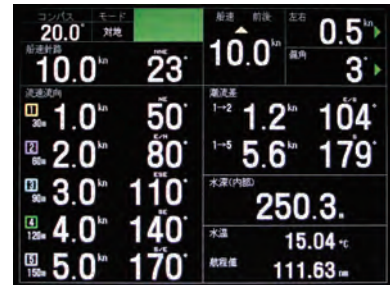 コンパス モード
20.0° 対地
船速 前後 左右
10.0kn 0.5kn
偏角
3°
船速針路
10.0kn NNE 23°
流速流向
1 30m 1.0kn NE 50°
2 60m 2.0kn E/N 80°
3 90m 3.0kn ESE 110°
4 120m 4.0kn SE 140°
5 150m 5.0kn S/E 170°
潮流差
1→2 1.2kn E/S 104°
1→5 5.6kn 179°
水深(内部)
250.3m
水温
15.04℃
航程値
111.63nm